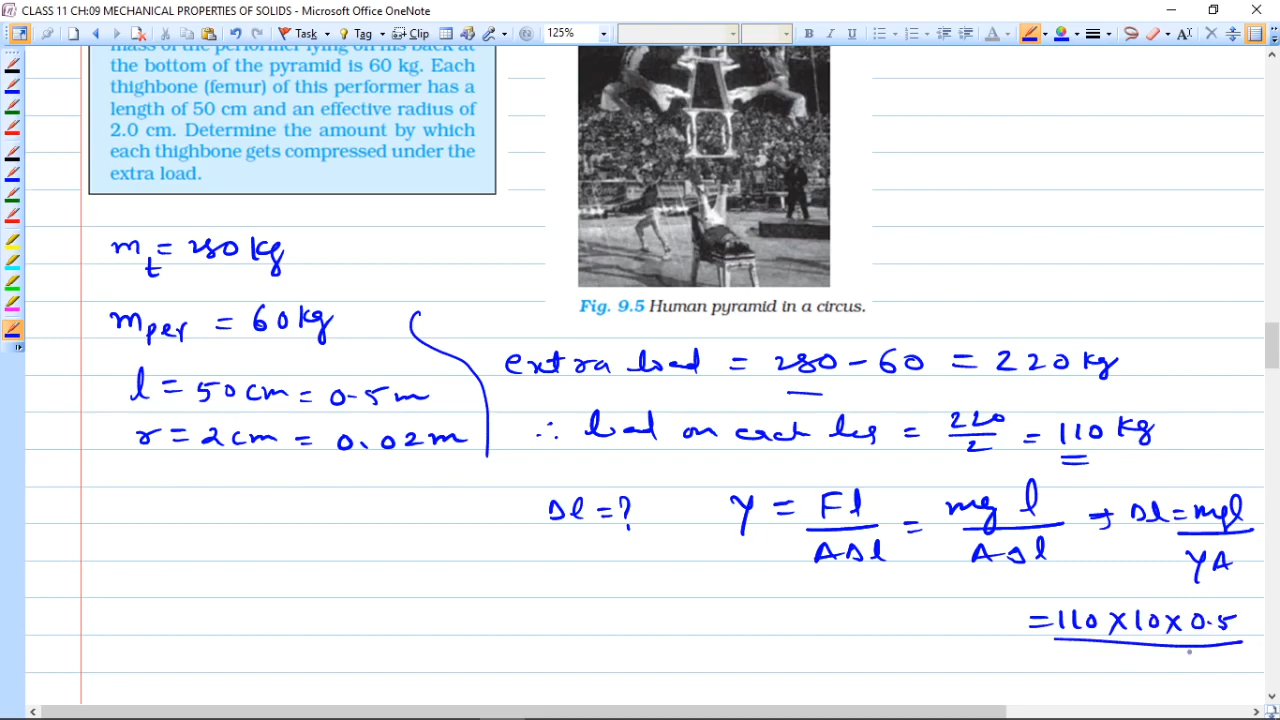 CLASS 11 CH:09 MECHANICAL PROPERTIES OF SOLIDS - Microsoft Office OneNote
Task Tag Clip 125% B I U
mass of the performer lying on his back at
the bottom of the pyramid is 60 kg. Each
thighbone (femur) of this performer has a
length of 50 cm and an effective radius of
2.0 cm. Determine the amount by which
each thighbone gets compressed under the
extra load.
Fig. 9.5 Human pyramid in a circus.
m_t = 280 kg
m_per = 60 kg
l = 50 cm = 0.5 m
r = 2 cm = 0.02 m
extra load = 280 - 60 = 220 kg
∴ load on each leg = 220/2 = 110 kg
Δl = ? Y = Fl/AΔl = mg l/AΔl → Δl = mgl/YA
= 110 × 10 × 0.5